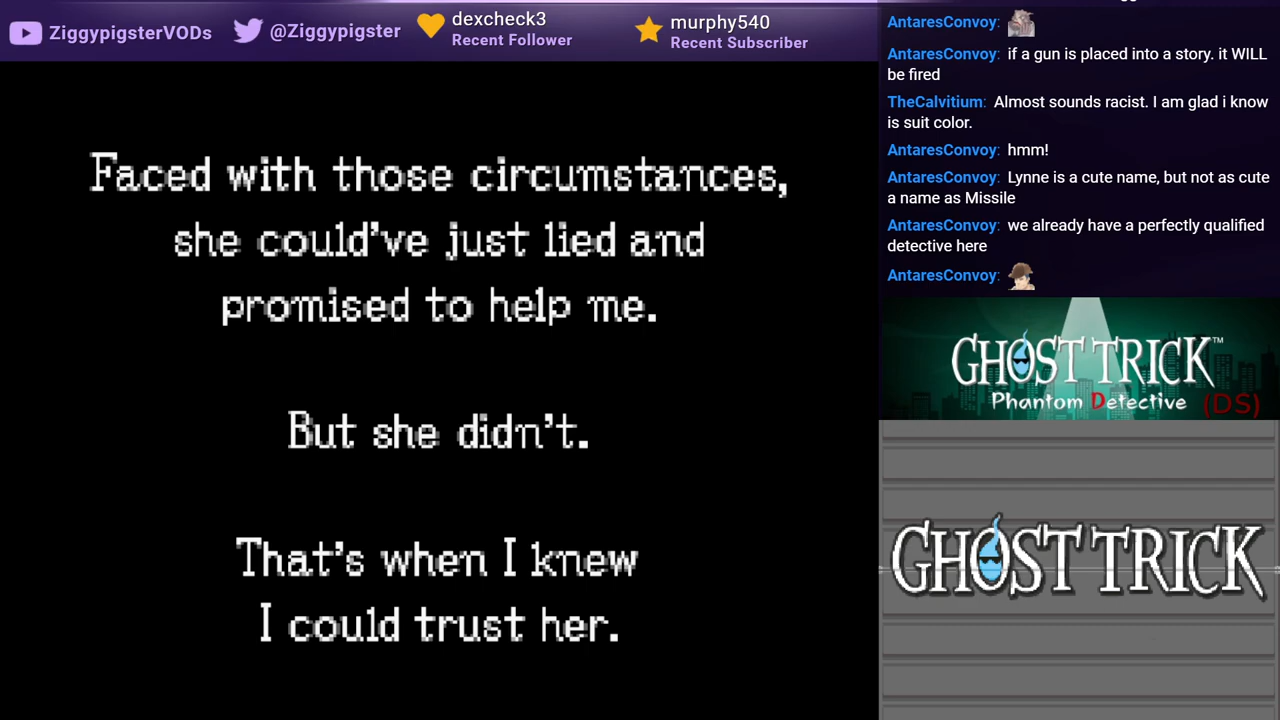 ZiggypigsterVODs
@Ziggypigster
dexcheck3
Recent Follower
murphy540
Recent Subscriber
Faced with those circumstances,
she could've just lied and
promised to help me.
But she didn't.
That's when I knew
I could trust her.
AntaresConvoy:
AntaresConvoy: if a gun is placed into a story. it WILL
be fired
TheCalvitium: Almost sounds racist. I am glad i know
is suit color.
AntaresConvoy: hmm!
AntaresConvoy: Lynne is a cute name, but not as cute
a name as Missile
AntaresConvoy: we already have a perfectly qualified
detective here
AntaresConvoy:
GHOST TRICK™
Phantom Detective (DS)
GHOST TRICK